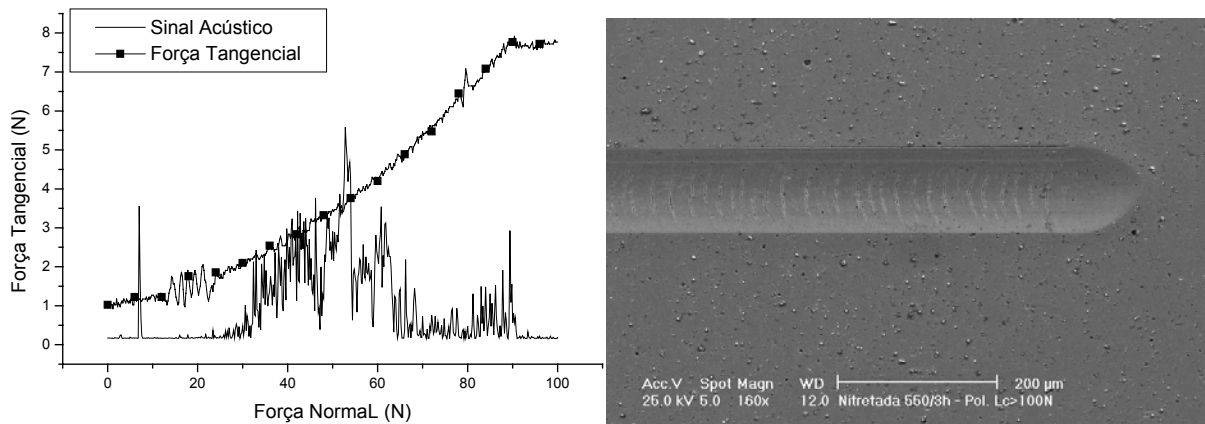 Sinal Acústico
Força Tangencial
8
7
6
5
4
3
2
1
0
Força Tangencial (N)
0 20 40 60 80 100
Força NormaL (N)
Acc.V Spot Magn WD 200 µm
25.0 kV 5.0 160x 12.0 Nitretada 550/3h - Pol. Lc>100N